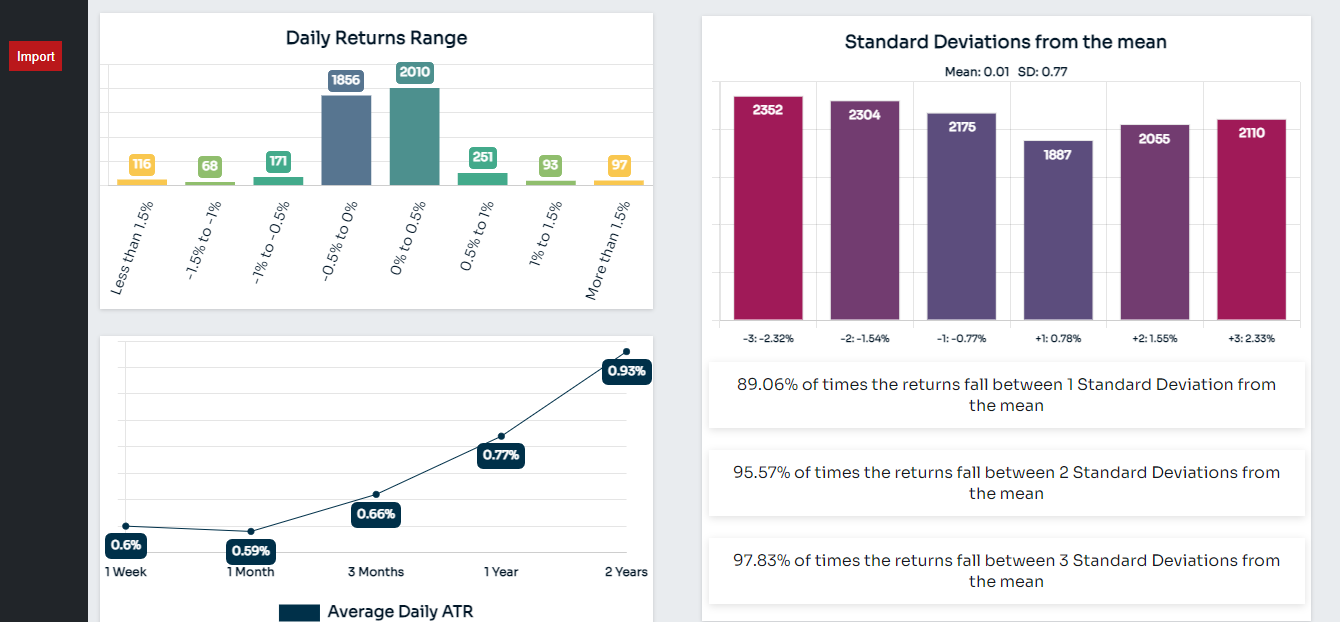 Import
Daily Returns Range
116
68
171
1856
2010
251
93
97
Less than 1.5%
-1.5% to -1%
-1% to -0.5%
-0.5% to 0%
0% to 0.5%
0.5% to 1%
1% to 1.5%
More than 1.5%
0.6%
0.59%
0.66%
0.77%
0.93%
1 Week
1 Month
3 Months
1 Year
2 Years
Average Daily ATR
Standard Deviations from the mean
Mean: 0.01 SD: 0.77
2352
2304
2175
1887
2055
2110
-3: -2.32%
-2: -1.54%
-1: -0.77%
+1: 0.78%
+2: 1.55%
+3: 2.33%
89.06% of times the returns fall between 1 Standard Deviation from
the mean
95.57% of times the returns fall between 2 Standard Deviations from
the mean
97.83% of times the returns fall between 3 Standard Deviations from
the mean